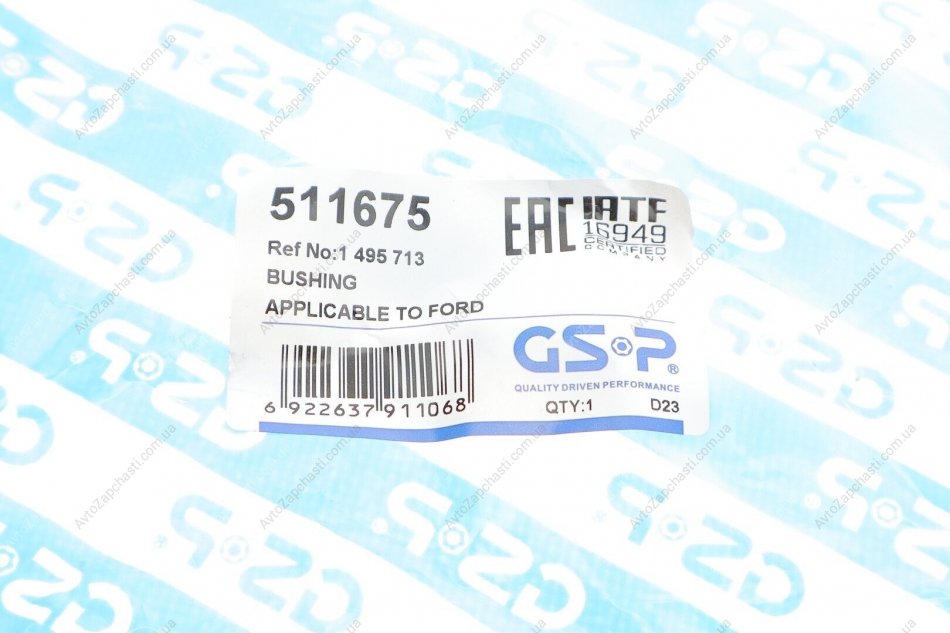 511675
Ref No:1 495 713
BUSHING
APPLICABLE TO FORD
EAC
IATF
16949
CERTIFIED
COMPANY
GSP®
QUALITY DRIVEN PERFORMANCE
6 922637 911068
QTY:1 D23
AvtoZapchasti.com.ua